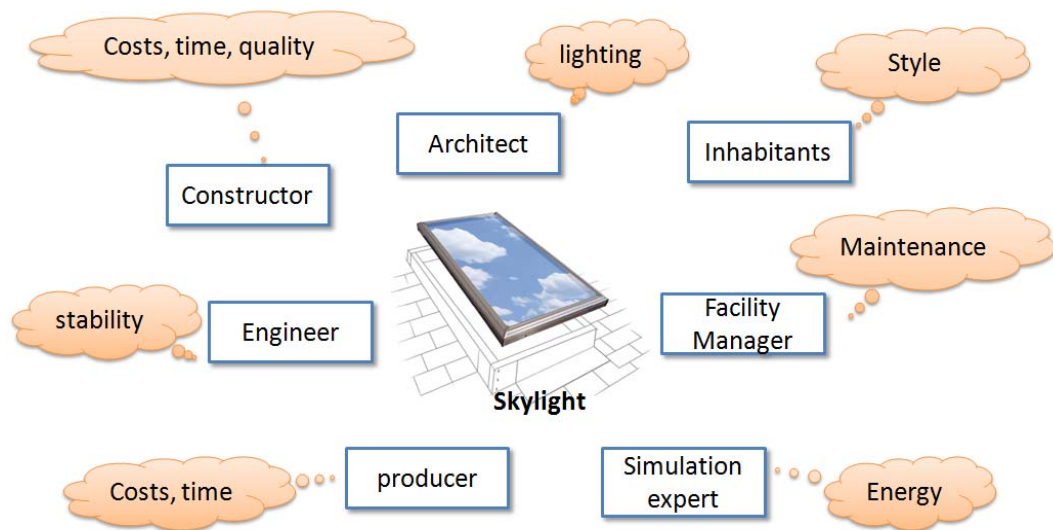 Costs, time, quality
lighting
Style
Architect
Inhabitants
Constructor
Maintenance
stability
Engineer
Facility
Manager
Skylight
Costs, time
producer
Simulation
expert
Energy